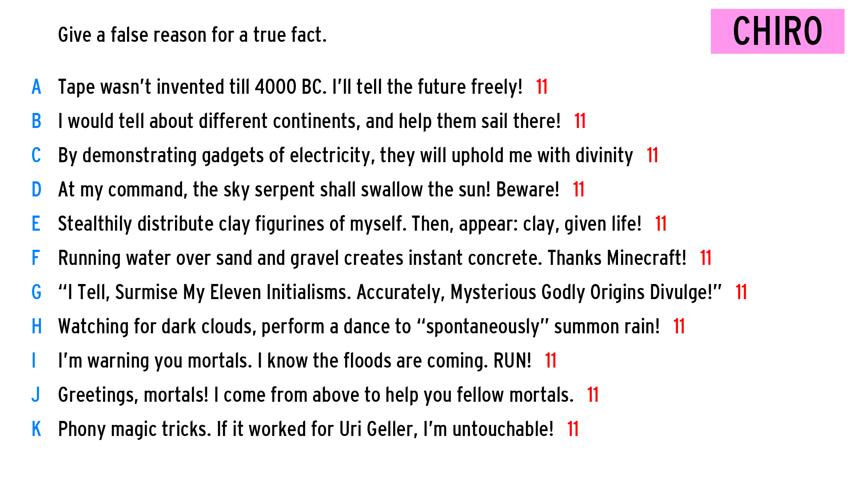 Give a false reason for a true fact.
CHIRO
A Tape wasn't invented till 4000 BC. I'll tell the future freely! 11
B I would tell about different continents, and help them sail there! 11
C By demonstrating gadgets of electricity, they will uphold me with divinity 11
D At my command, the sky serpent shall swallow the sun! Beware! 11
E Stealthily distribute clay figurines of myself. Then, appear: clay, given life! 11
F Running water over sand and gravel creates instant concrete. Thanks Minecraft! 11
G “I Tell, Surmise My Eleven Initialisms. Accurately, Mysterious Godly Origins Divulge!” 11
H Watching for dark clouds, perform a dance to “spontaneously” summon rain! 11
I I'm warning you mortals. I know the floods are coming. RUN! 11
J Greetings, mortals! I come from above to help you fellow mortals. 11
K Phony magic tricks. If it worked for Uri Geller, I'm untouchable! 11